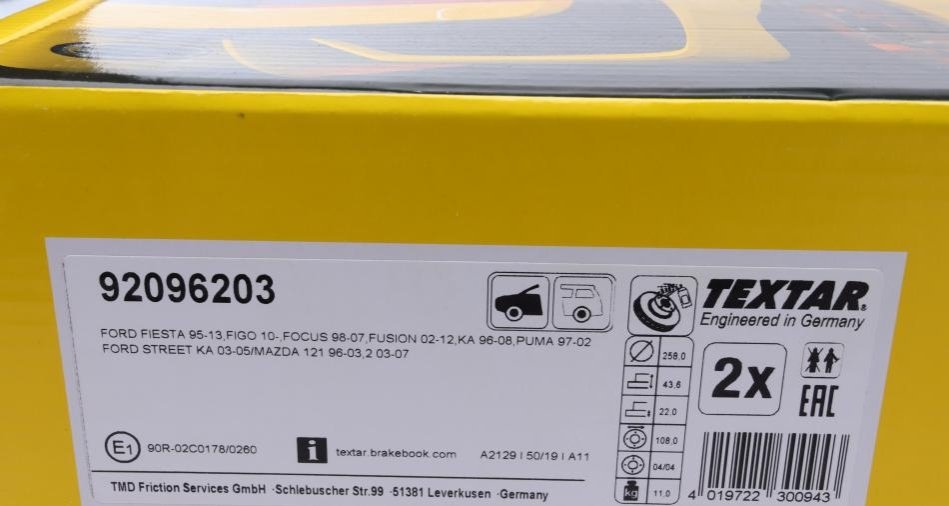 92096203
FORD FIESTA 95-13,FIGO 10-,FOCUS 98-07,FUSION 02-12,KA 96-08,PUMA 97-02
FORD STREET KA 03-05/MAZDA 121 96-03,2 03-07
E1 90R-02C0178/0260
i textar.brakebook.com
A2129 I 50/19 I A11
TMD Friction Services GmbH ·Schlebuscher Str.99 ·51381 Leverkusen ·Germany
258,0
43,6
22,0
108,0
04/04
kg 11,0
TEXTAR®
Engineered in Germany
2x
EAC
4 019722 300943